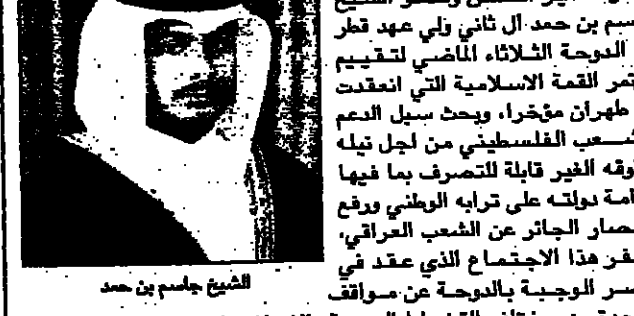 سم بن حمد آل ثاني ولي عهد قطر
الدوحة الثلاثاء الماضي لتقييم
تمر القمة الاسلامية التي انعقدت
طهران مؤخرا، وبحث سبل الدعم
شعب الفلسطيني من اجل نيله
وقه الغير قابلة للتصرف بما فيها
امة دولته على ترابه الوطني ورفع
حصار الجائر عن الشعب العراقي،
فر هذا الاجتماع الذي عقد في
سر الوجبة بالدوحة عن مواقف
الشيخ جاسم بن حمد